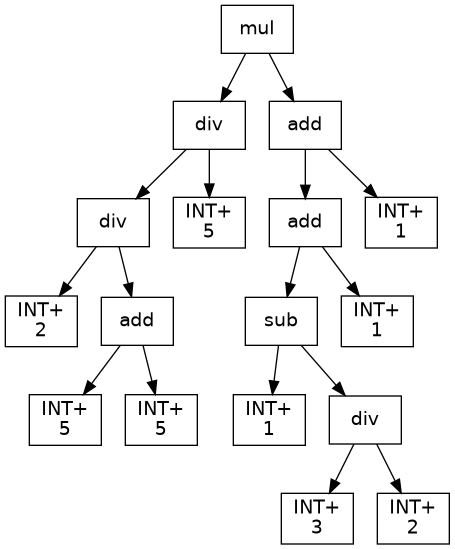 mul
div
add
div
INT+
5
add
INT+
1
INT+
2
add
sub
INT+
1
INT+
5
INT+
5
INT+
1
div
INT+
3
INT+
2